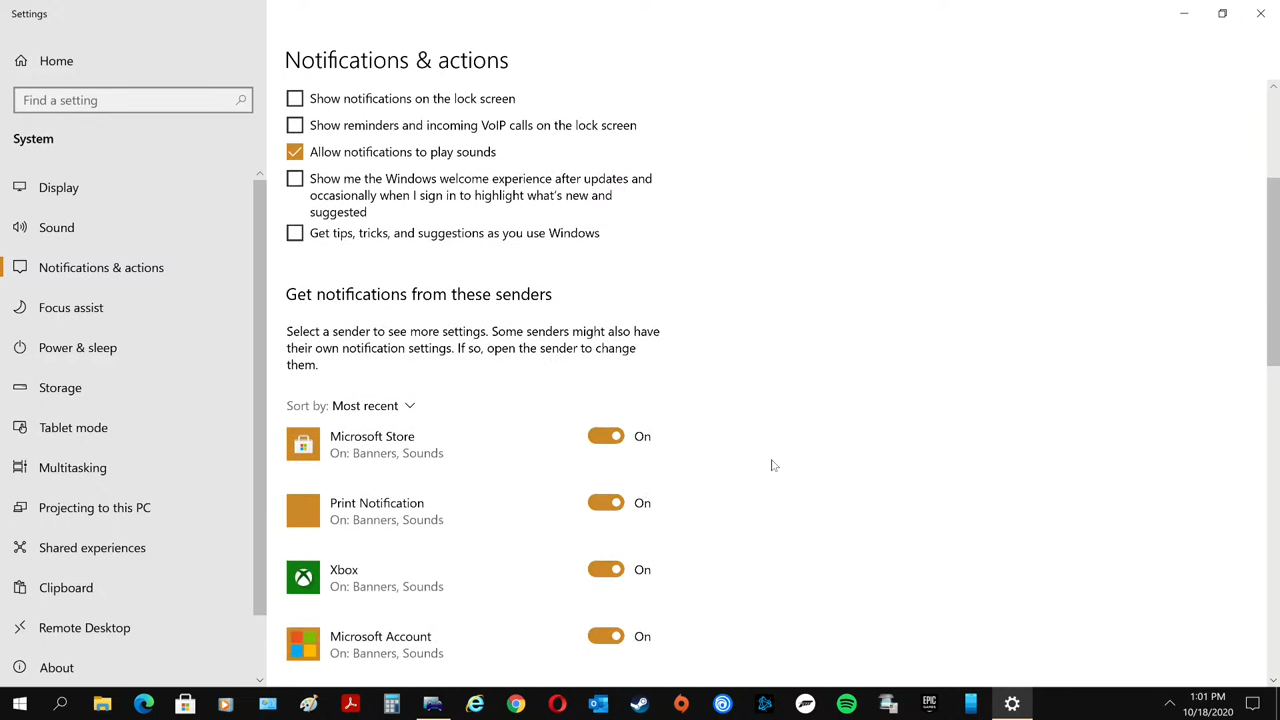 Settings
Home
Find a setting
System
Display
Sound
Notifications & actions
Focus assist
Power & sleep
Storage
Tablet mode
Multitasking
Projecting to this PC
Shared experiences
Clipboard
Remote Desktop
About
Notifications & actions
Show notifications on the lock screen
Show reminders and incoming VoIP calls on the lock screen
Allow notifications to play sounds
Show me the Windows welcome experience after updates and
occasionally when I sign in to highlight what's new and
suggested
Get tips, tricks, and suggestions as you use Windows
Get notifications from these senders
Select a sender to see more settings. Some senders might also have
their own notification settings. If so, open the sender to change
them.
Sort by: Most recent
Microsoft Store On
On: Banners, Sounds
Print Notification On
On: Banners, Sounds
Xbox On
On: Banners, Sounds
Microsoft Account On
On: Banners, Sounds
EPIC
GAMES
1:01 PM
10/18/2020